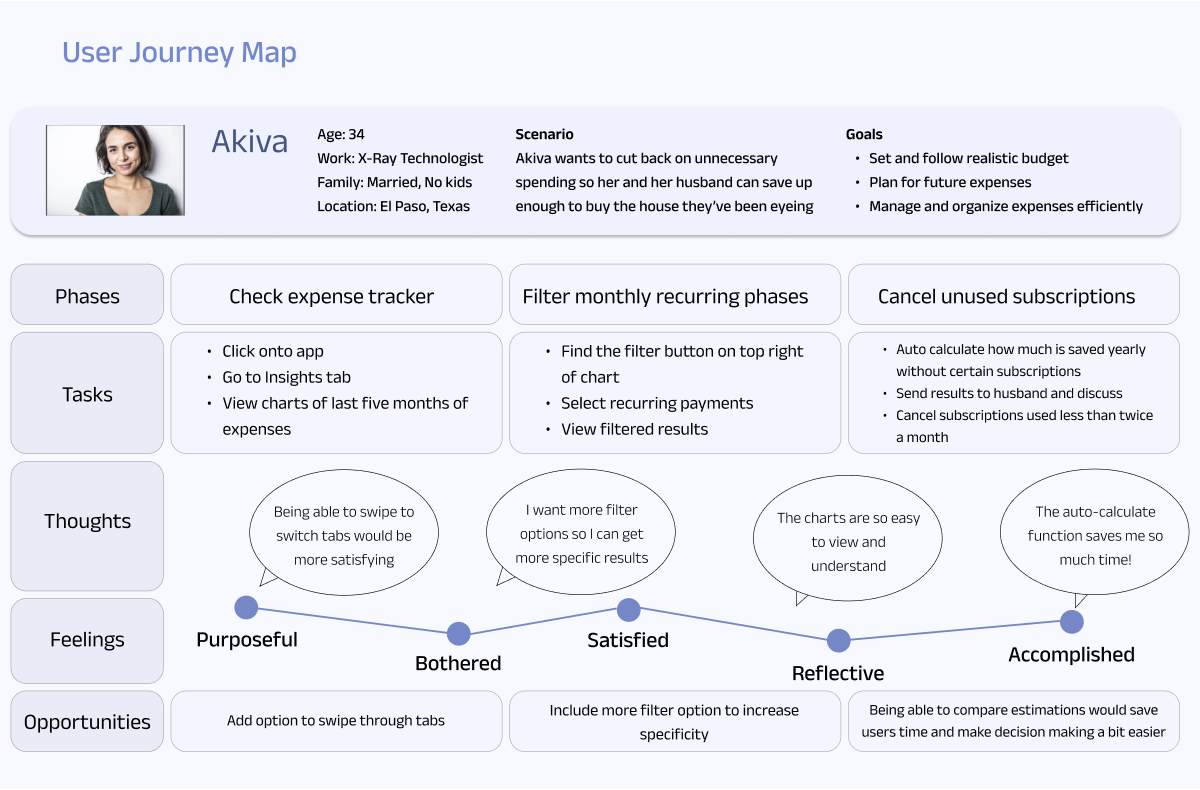 User Journey Map
Akiva
Age: 34
Work: X-Ray Technologist
Family: Married, No kids
Location: El Paso, Texas
Scenario
Akiva wants to cut back on unnecessary
spending so her and her husband can save up
enough to buy the house they've been eyeing
Goals
• Set and follow realistic budget
• Plan for future expenses
• Manage and organize expenses efficiently
Phases
Check expense tracker
Filter monthly recurring phases
Cancel unused subscriptions
Tasks
• Click onto app
• Go to Insights tab
• View charts of last five months of
expenses
• Find the filter button on top right
of chart
• Select recurring payments
• View filtered results
• Auto calculate how much is saved yearly
without certain subscriptions
• Send results to husband and discuss
• Cancel subscriptions used less than twice
a month
Thoughts
Being able to swipe to
switch tabs would be
more satisfying
I want more filter
options so I can get
more specific results
The charts are so easy
to view and
understand
The auto-calculate
function saves me so
much time!
Feelings
Purposeful
Bothered
Satisfied
Reflective
Accomplished
Opportunities
Add option to swipe through tabs
Include more filter option to increase
specificity
Being able to compare estimations would save
users time and make decision making a bit easier